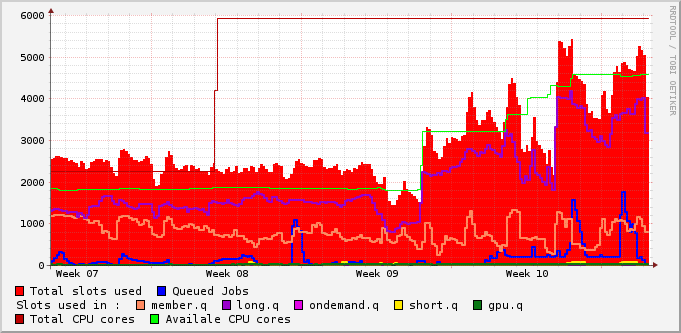 RRDTOOL / TOBI OETIKER
6000
5000
4000
3000
2000
1000
0
Week 07 Week 08 Week 09 Week 10
Total slots used Queued Jobs
Slots used in : member.q long.q ondemand.q short.q gpu.q
Total CPU cores Availale CPU cores